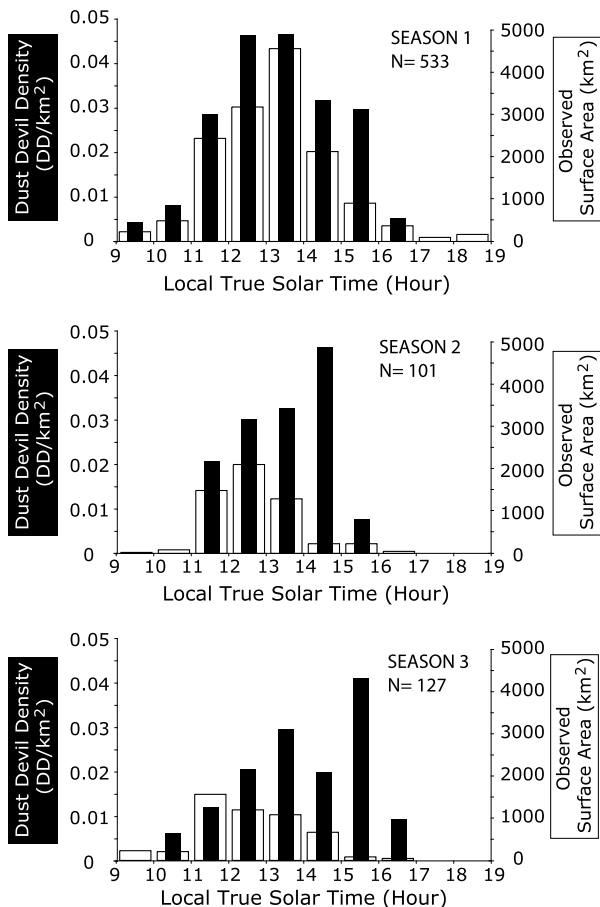 Dust Devil Density
(DD/km²)
0.05
0.04
0.03
0.02
0.01
0
SEASON 1
N= 533
5000
4000
3000
2000
1000
0
Observed
Surface Area (km²)
9 10 11 12 13 14 15 16 17 18 19
Local True Solar Time (Hour)
Dust Devil Density
(DD/km²)
0.05
0.04
0.03
0.02
0.01
0
SEASON 2
N= 101
5000
4000
3000
2000
1000
0
Observed
Surface Area (km²)
9 10 11 12 13 14 15 16 17 18 19
Local True Solar Time (Hour)
Dust Devil Density
(DD/km²)
0.05
0.04
0.03
0.02
0.01
0
SEASON 3
N= 127
5000
4000
3000
2000
1000
0
Observed
Surface Area (km²)
9 10 11 12 13 14 15 16 17 18 19
Local True Solar Time (Hour)